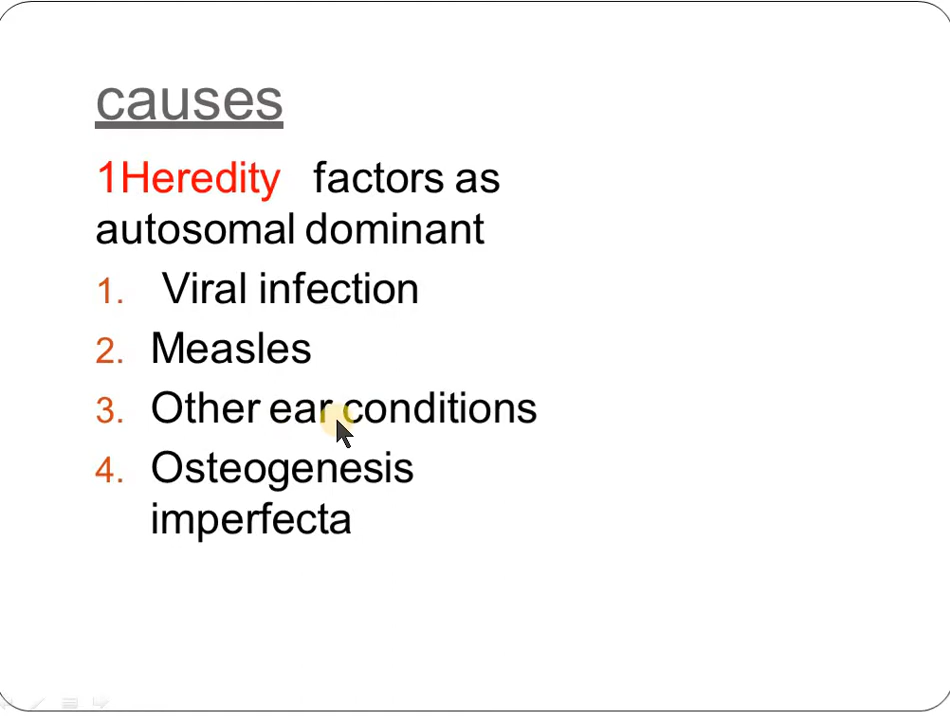 causes
1Heredity factors as
autosomal dominant
1. Viral infection
2. Measles
3. Other ear conditions
4. Osteogenesis
imperfecta